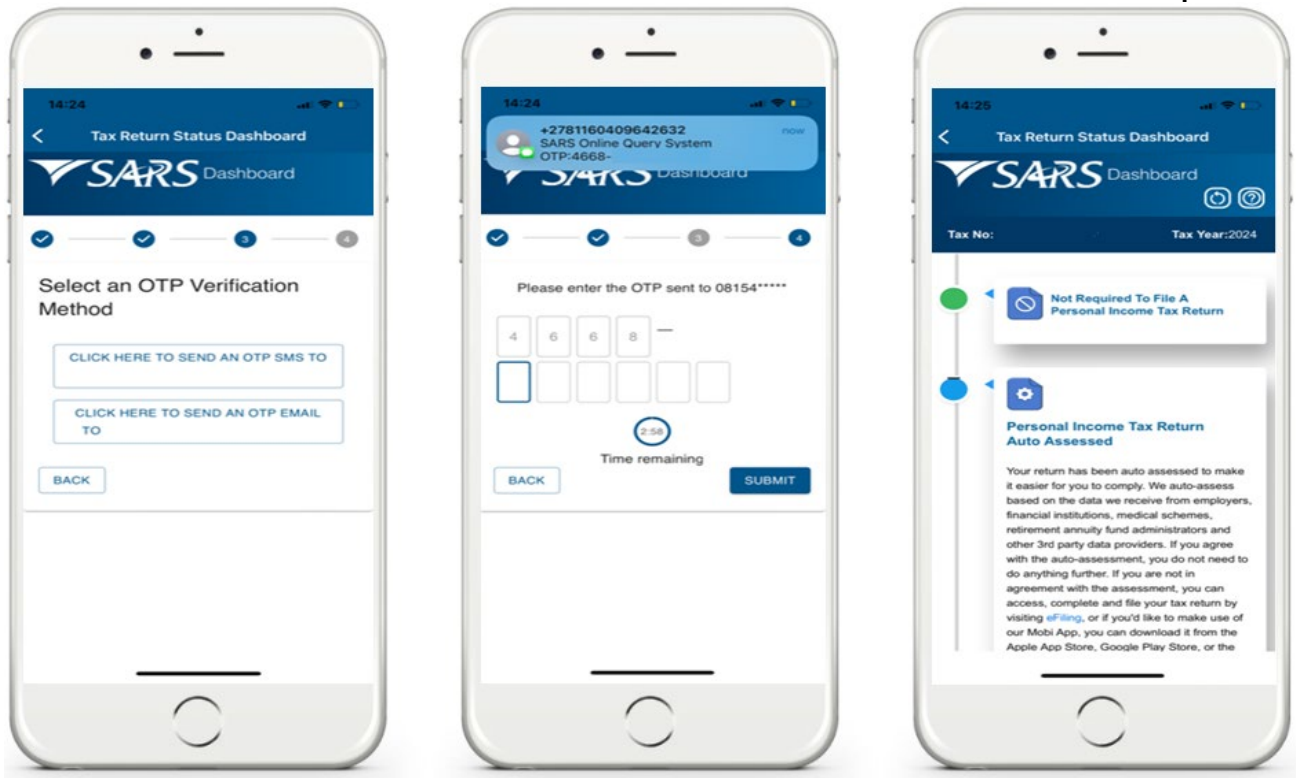 14:24
Tax Return Status Dashboard
SARS Dashboard
3
4
Select an OTP Verification
Method
CLICK HERE TO SEND AN OTP SMS TO
CLICK HERE TO SEND AN OTP EMAIL
TO
BACK
14:24
+2781160409642632
now
SARS Online Query System
OTP:4668-
SARS Dashboard
3
4
Please enter the OTP sent to 08154*****
4 6 6 8 —
2:58
Time remaining
BACK
SUBMIT
14:25
Tax Return Status Dashboard
SARS Dashboard
Tax No:
Tax Year:2024
Not Required To File A
Personal Income Tax Return
Personal Income Tax Return
Auto Assessed
Your return has been auto assessed to make
it easier for you to comply. We auto-assess
based on the data we receive from employers,
financial institutions, medical schemes,
retirement annuity fund administrators and
other 3rd party data providers. If you agree
with the auto-assessment, you do not need to
do anything further. If you are not in
agreement with the assessment, you can
access, complete and file your tax return by
visiting eFiling, or if you'd like to make use of
our Mobi App, you can download it from the
Apple App Store, Google Play Store, or the